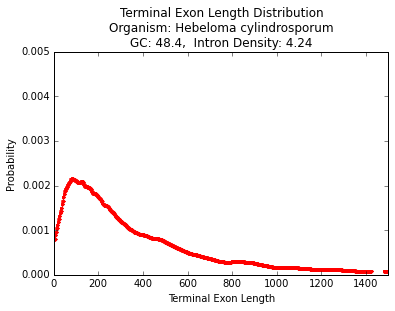 Terminal Exon Length Distribution
Organism: Hebeloma cylindrosporum
GC: 48.4,  Intron Density: 4.24
0.005
0.004
0.003
0.002
0.001
0.000
Probability
0 200 400 600 800 1000 1200 1400
Terminal Exon Length